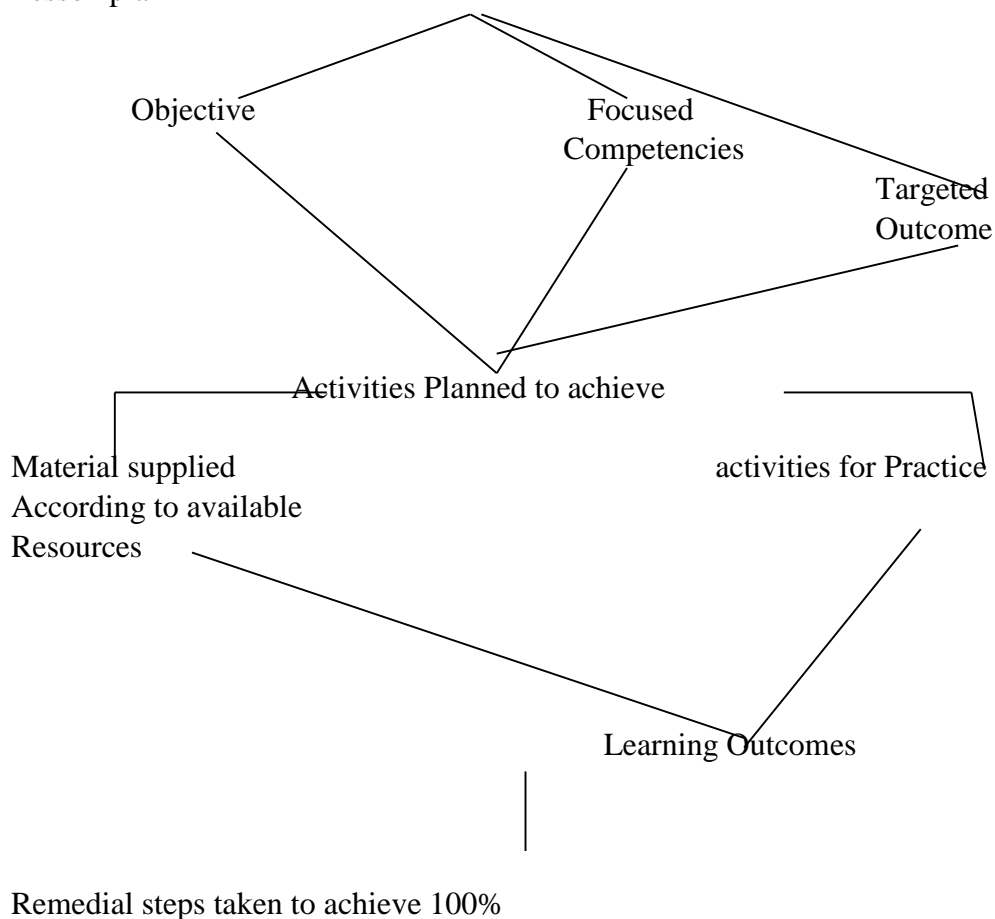 Objective
Focused
Competencies
Targeted
Outcome
Activities Planned to achieve
Material supplied
According to available
Resources
activities for Practice
Learning Outcomes
Remedial steps taken to achieve 100%